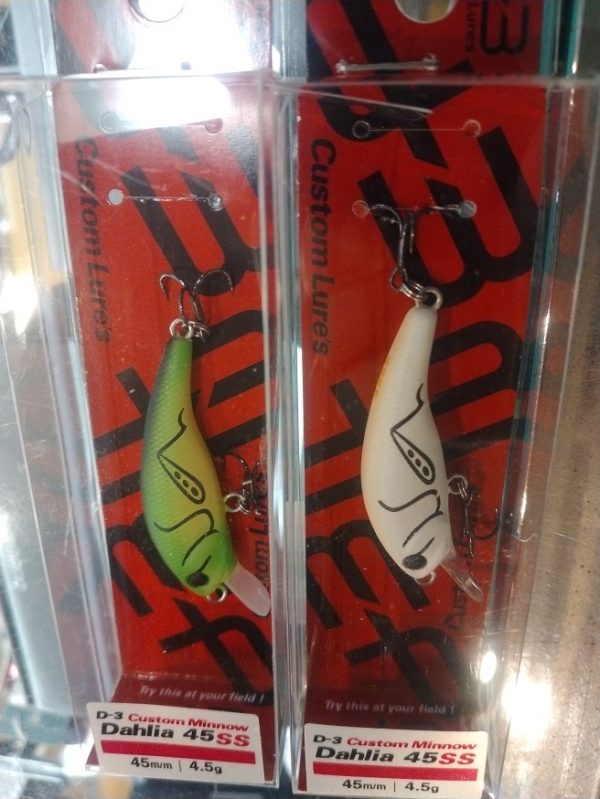 Custom Lure's
Try this at your field !
D-3 Custom Minnow
Dahlia 45SS
45m/m | 4.5g
Custom Lure's
Try this at your field !
D-3 Custom Minnow
Dahlia 45SS
45m/m | 4.5g